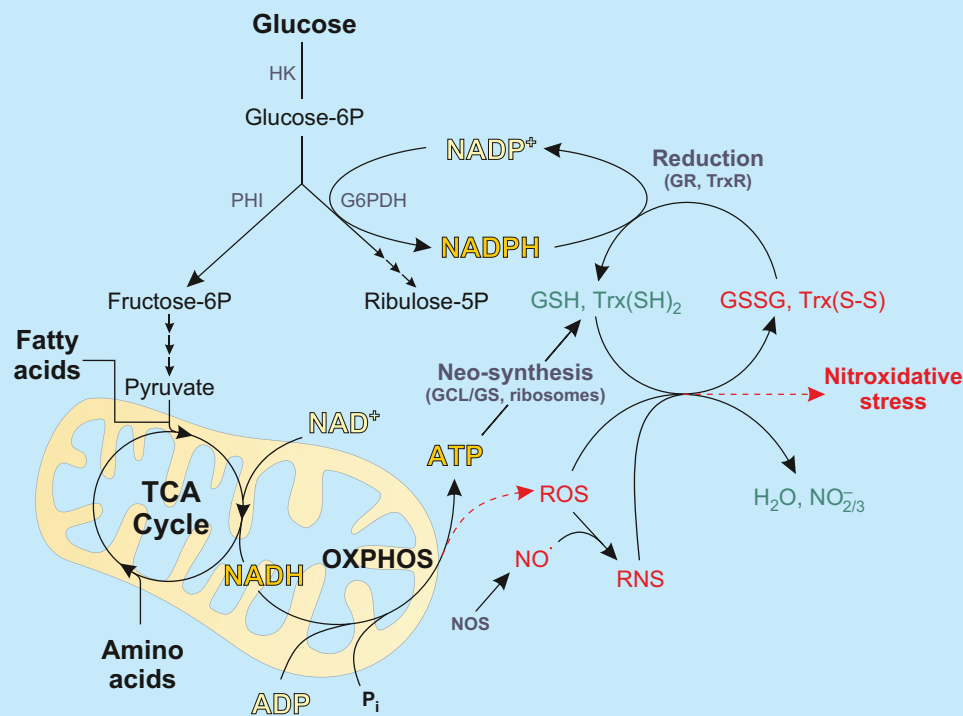 Glucose
HK
Glucose-6P
NADP⁺
Reduction
(GR, TrxR)
PHI
G6PDH
NADPH
Fructose-6P
Ribulose-5P
GSH, Trx(SH)₂
GSSG, Trx(S-S)
Fatty
acids
Pyruvate
Neo-synthesis
(GCL/GS, ribosomes)
Nitroxidative
stress
NAD⁺
ATP
TCA
Cycle
ROS
H₂O, NO₂/₃⁻
OXPHOS
NADH
NO·
RNS
NOS
Amino
acids
ADP
Pᵢ